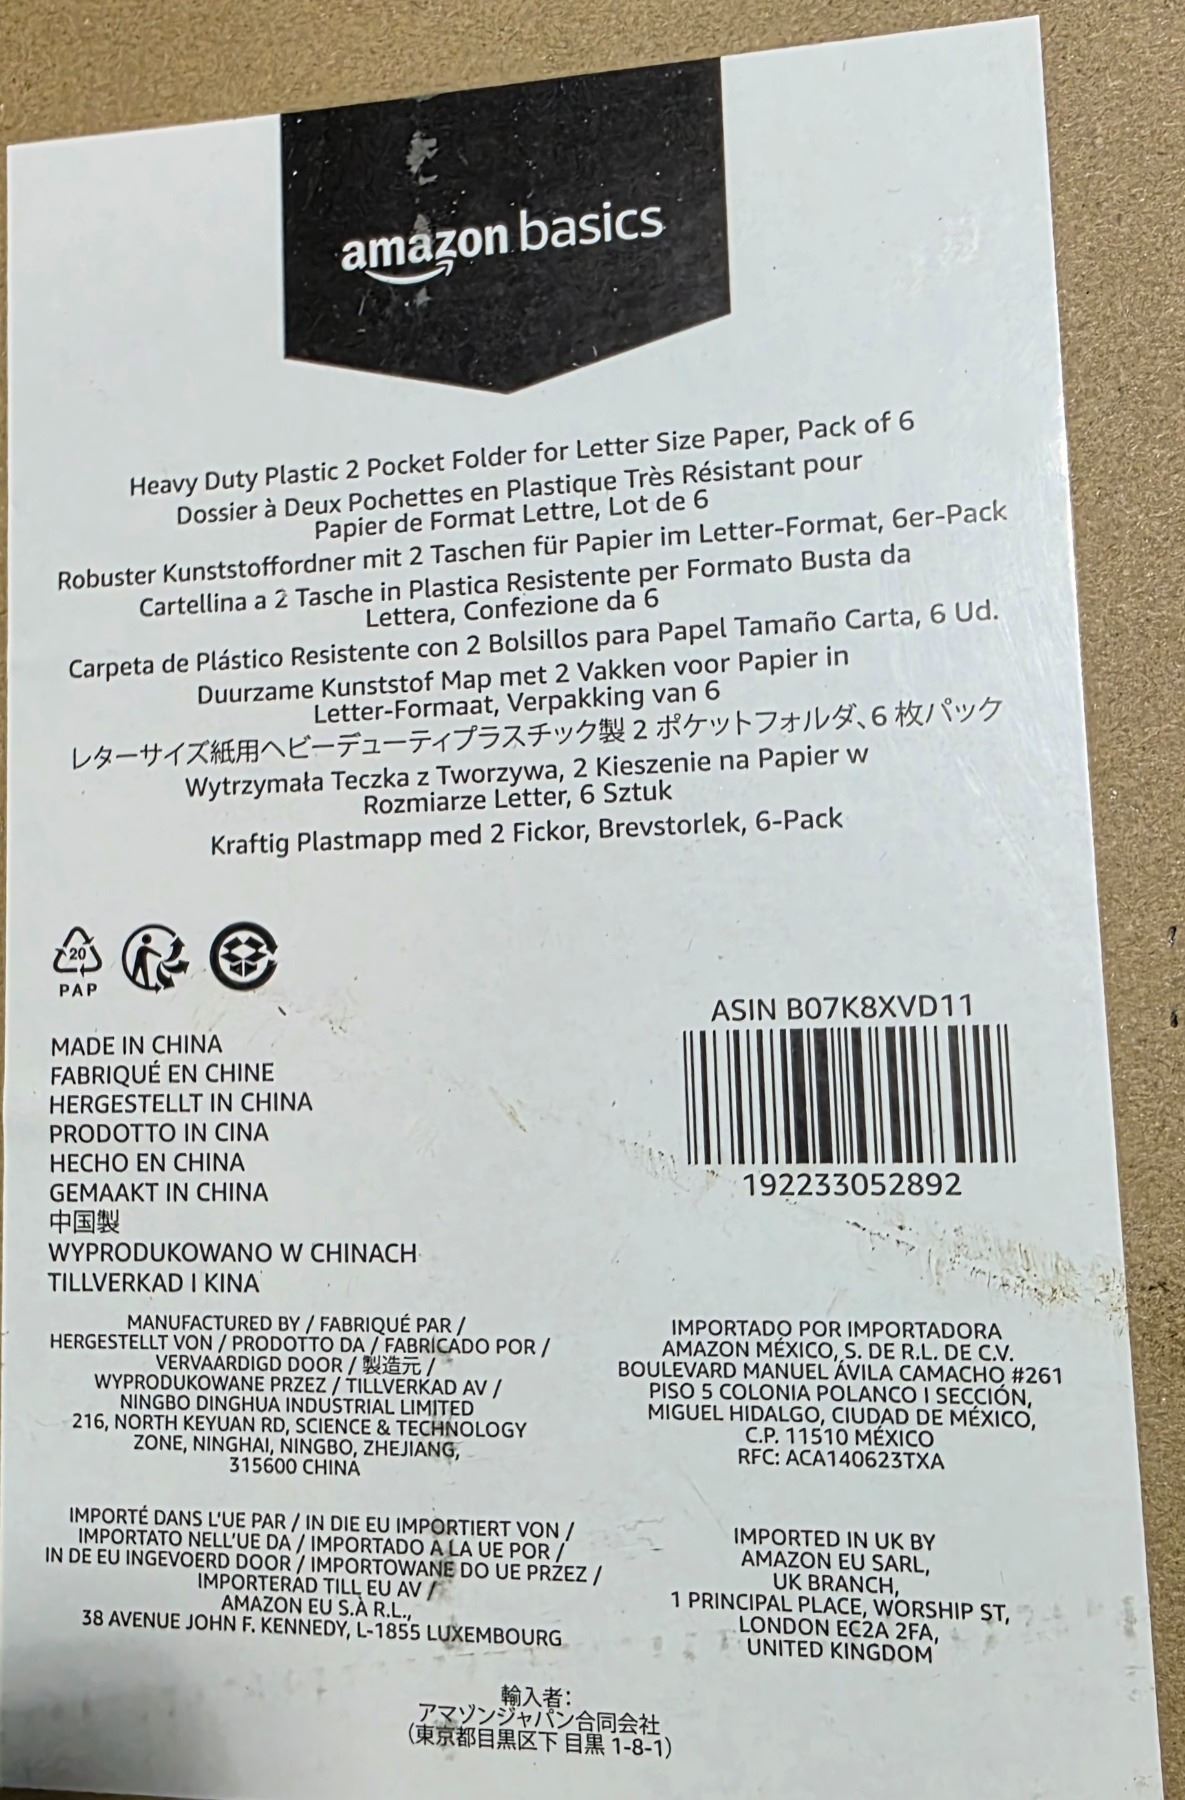 amazon basics
Heavy Duty Plastic 2 Pocket Folder for Letter Size Paper, Pack of 6
Dossier à Deux Pochettes en Plastique Très Résistant pour
Papier de Format Lettre, Lot de 6
Robuster Kunststoffordner mit 2 Taschen für Papier im Letter-Format, 6er-Pack
Cartellina a 2 Tasche in Plastica Resistente per Formato Busta da
Lettera, Confezione da 6
Carpeta de Plástico Resistente con 2 Bolsillos para Papel Tamaño Carta, 6 Ud.
Duurzame Kunststof Map met 2 Vakken voor Papier in
Letter-Formaat, Verpakking van 6
レターサイズ紙用ヘビーデューティプラスチック製 2 ポケットフォルダ、6 枚パック
Wytrzymała Teczka z Tworzywa, 2 Kieszenie na Papier w
Rozmiarze Letter, 6 Sztuk
Kraftig Plastmapp med 2 Fickor, Brevstorlek, 6-Pack
20
PAP
ASIN B07K8XVD11
192233052892
MADE IN CHINA
FABRIQUÉ EN CHINE
HERGESTELLT IN CHINA
PRODOTTO IN CINA
HECHO EN CHINA
GEMAAKT IN CHINA
中国製
WYPRODUKOWANO W CHINACH
TILLVERKAD I KINA
MANUFACTURED BY / FABRIQUÉ PAR /
HERGESTELLT VON / PRODOTTO DA / FABRICADO POR /
VERVAARDIGD DOOR / 製造元 /
WYPRODUKOWANE PRZEZ / TILLVERKAD AV /
NINGBO DINGHUA INDUSTRIAL LIMITED
216, NORTH KEYUAN RD, SCIENCE & TECHNOLOGY
ZONE, NINGHAI, NINGBO, ZHEJIANG,
315600 CHINA
IMPORTADO POR IMPORTADORA
AMAZON MÉXICO, S. DE R.L. DE C.V.
BOULEVARD MANUEL ÁVILA CAMACHO #261
PISO 5 COLONIA POLANCO I SECCIÓN,
MIGUEL HIDALGO, CIUDAD DE MÉXICO,
C.P. 11510 MÉXICO
RFC: ACA140623TXA
IMPORTÉ DANS L'UE PAR / IN DIE EU IMPORTIERT VON /
IMPORTATO NELL'UE DA / IMPORTADO A LA UE POR /
IN DE EU INGEVOERD DOOR / IMPORTOWANE DO UE PRZEZ /
IMPORTERAD TILL EU AV /
AMAZON EU S.À R.L.,
38 AVENUE JOHN F. KENNEDY, L-1855 LUXEMBOURG
IMPORTED IN UK BY
AMAZON EU SARL,
UK BRANCH,
1 PRINCIPAL PLACE, WORSHIP ST,
LONDON EC2A 2FA,
UNITED KINGDOM
輸入者：
アマゾンジャパン合同会社
(東京都目黒区下目黒 1-8-1)